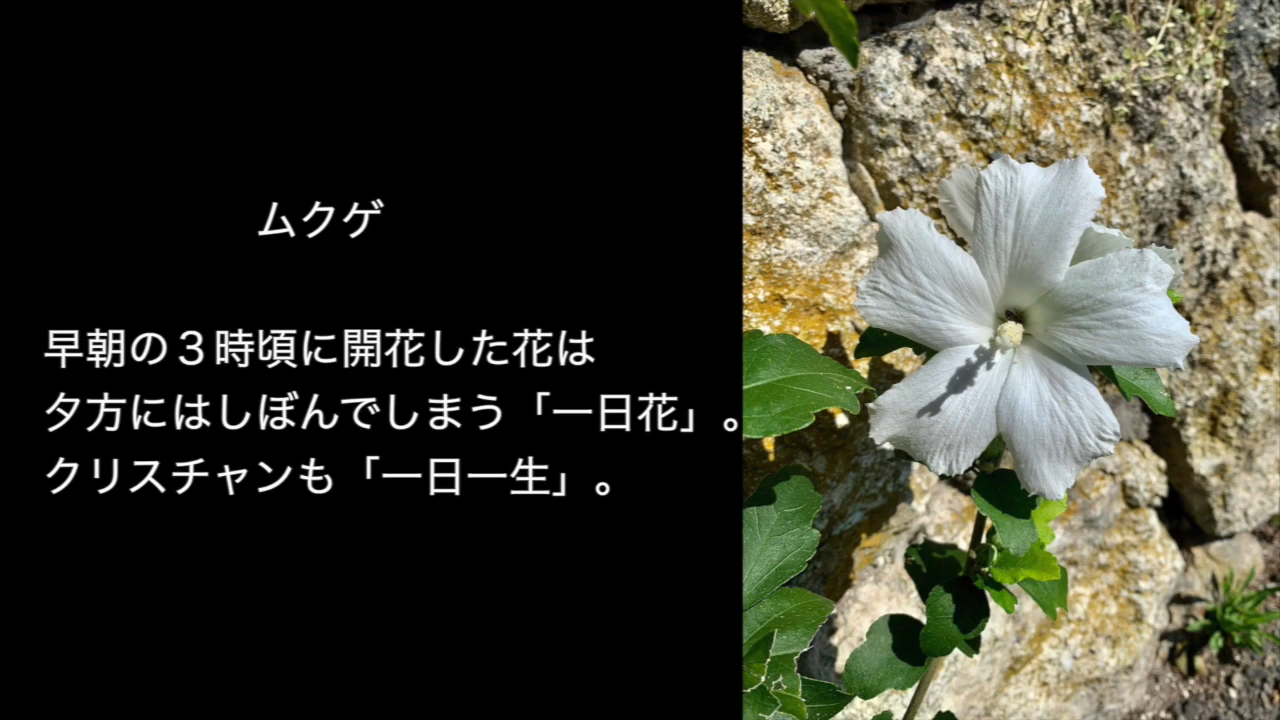 ムクゲ
早朝の３時頃に開花した花は
夕方にはしぼんでしまう「一日花」。
クリスチャンも「一日一生」。